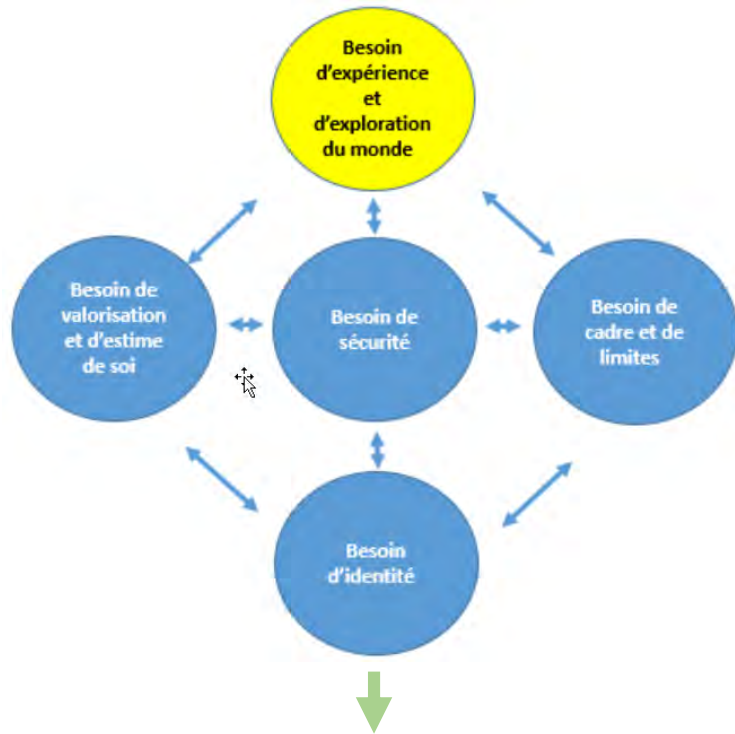 Besoin
d'expérience
et
d'exploration
du monde
Besoin de
valorisation
et d'estime
de soi
Besoin de
sécurité
Besoin de
cadre et de
limites
Besoin
d'identité